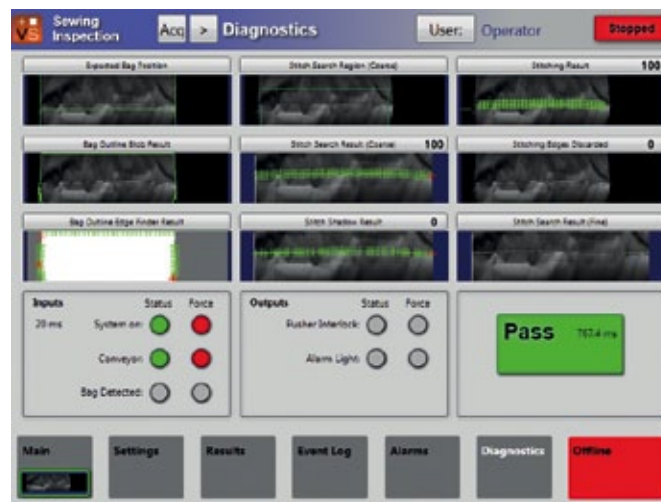 VS Sewing Inspection Acq > Diagnostics User: Operator Stopped
Expected Bag Position
Stitch Search Region (Coarse)
Stitching Result 100
Bag Outline Blob Result
Stitch Search Result (Coarse) 100
Stitching Edges Discarded 0
Bag Outline Edge Finder Result
Stitch Shadow Result 0
Stitch Search Result (Fine)
Inputs Status Force
20 ms System on:
Conveyor:
Bag Detected:
Outputs Status Force
Pusher Interlock:
Alarm Light:
Pass 767.4 ms
Main Settings Results Event Log Alarms Diagnostics Offline